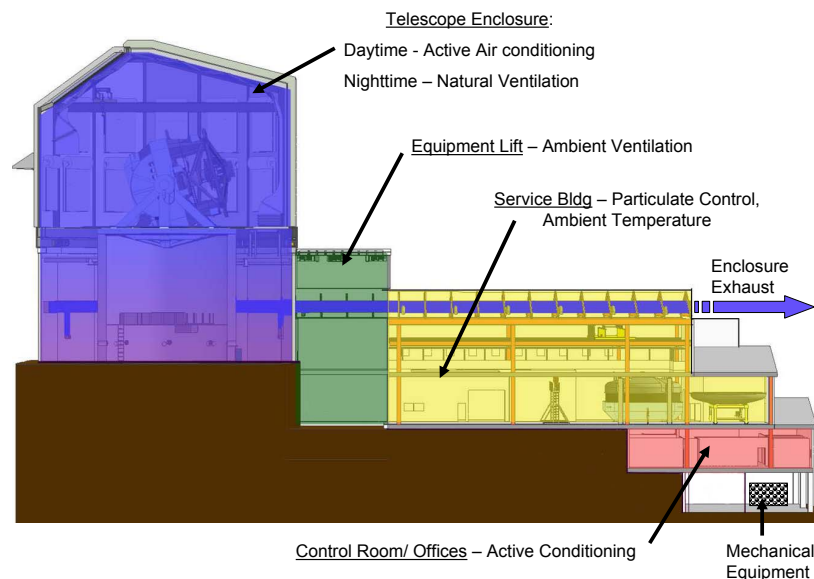 Telescope Enclosure:
Daytime - Active Air conditioning
Nighttime – Natural Ventilation
Equipment Lift – Ambient Ventilation
Service Bldg – Particulate Control,
Ambient Temperature
Enclosure
Exhaust
Control Room/ Offices – Active Conditioning
Mechanical
Equipment